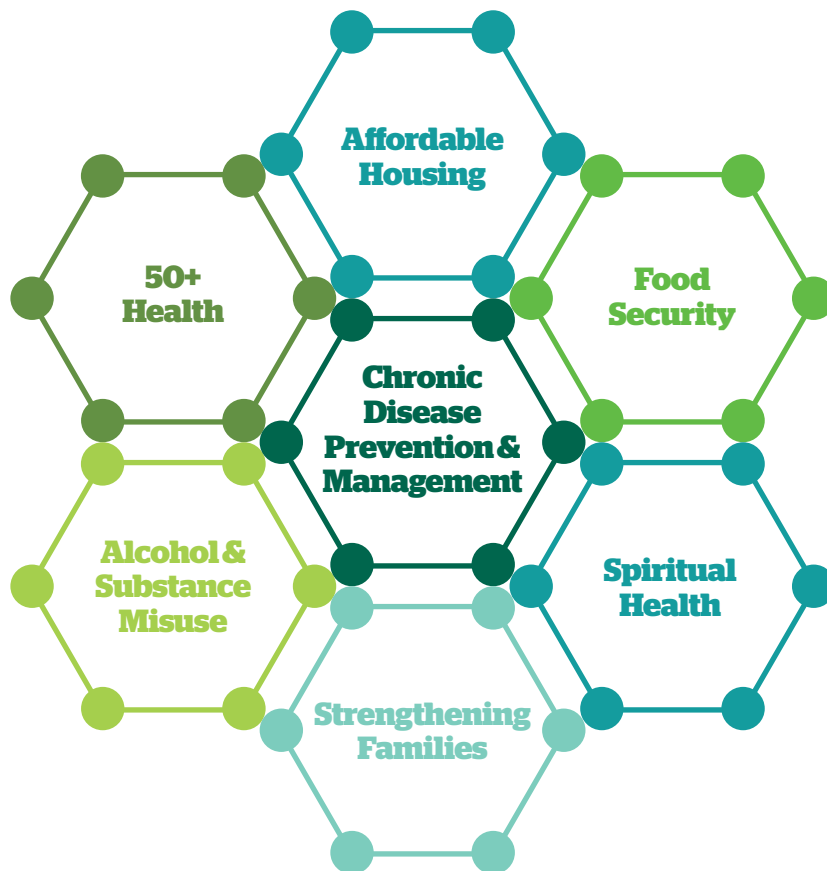 Affordable
Housing
50+
Health
Food
Security
Chronic
Disease
Prevention &
Management
Alcohol &
Substance
Misuse
Spiritual
Health
Strengthening
Families